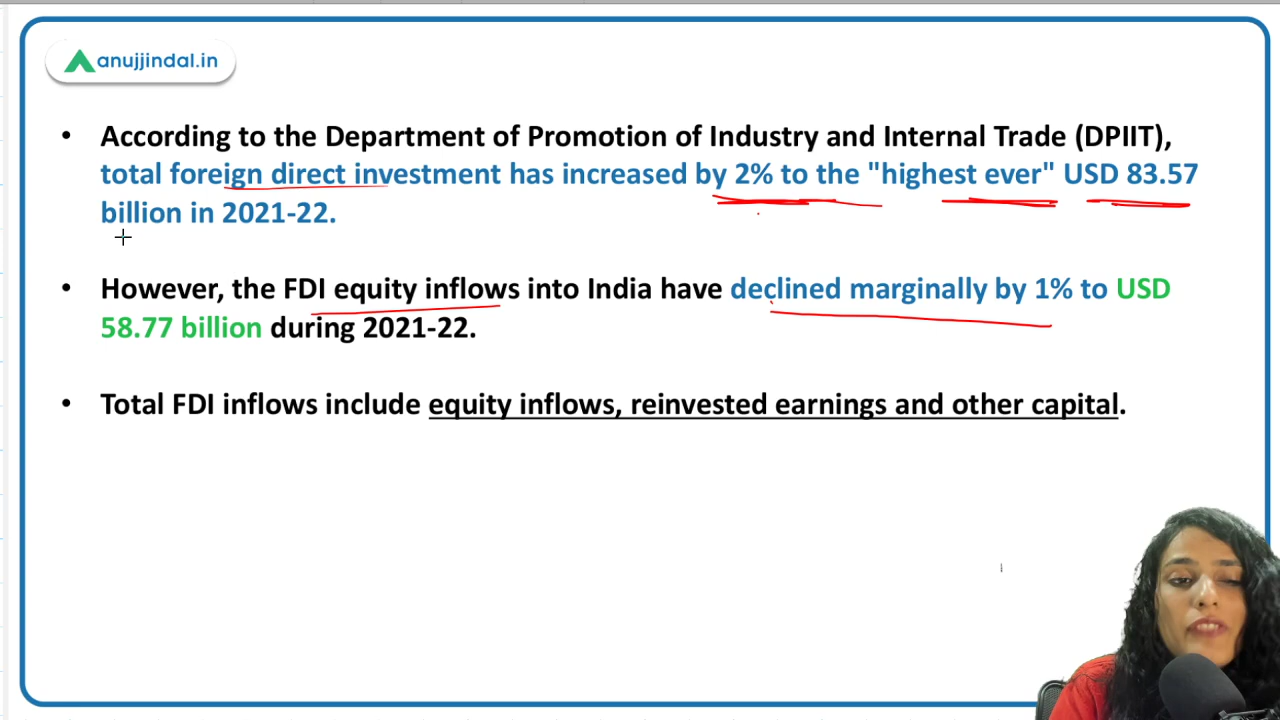 anujjindal.in
• According to the Department of Promotion of Industry and Internal Trade (DPIIT),
total foreign direct investment has increased by 2% to the "highest ever" USD 83.57
billion in 2021-22.
• However, the FDI equity inflows into India have declined marginally by 1% to USD
58.77 billion during 2021-22.
• Total FDI inflows include equity inflows, reinvested earnings and other capital.